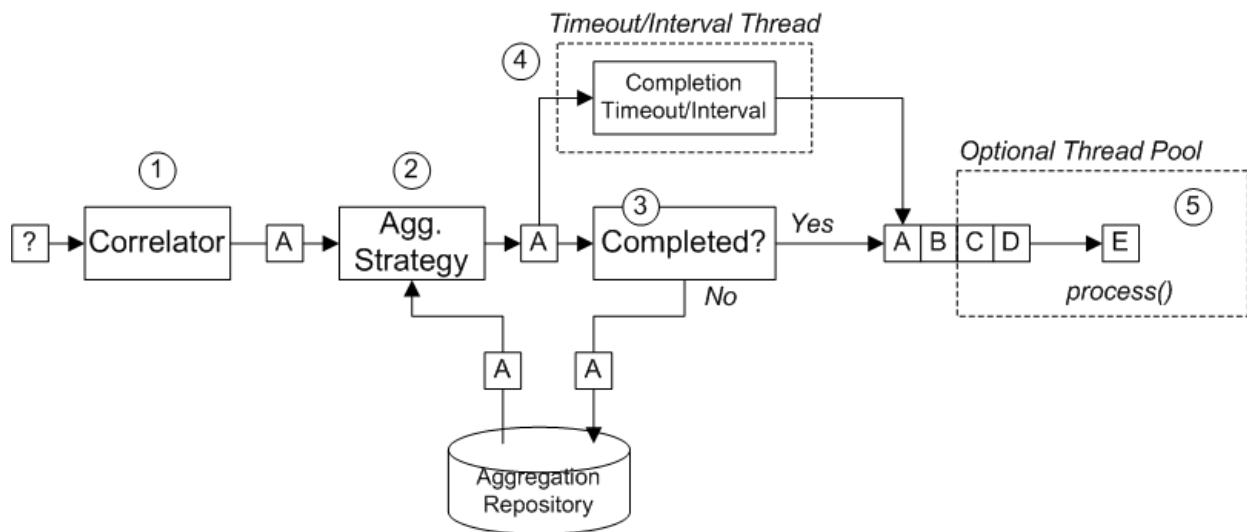 Timeout/Interval Thread
4
Completion
Timeout/Interval
Optional Thread Pool
1
2
3
5
?
Correlator
A
Agg.
Strategy
A
Completed?
Yes
A B C D
E
No
process()
A
A
Aggregation
Repository